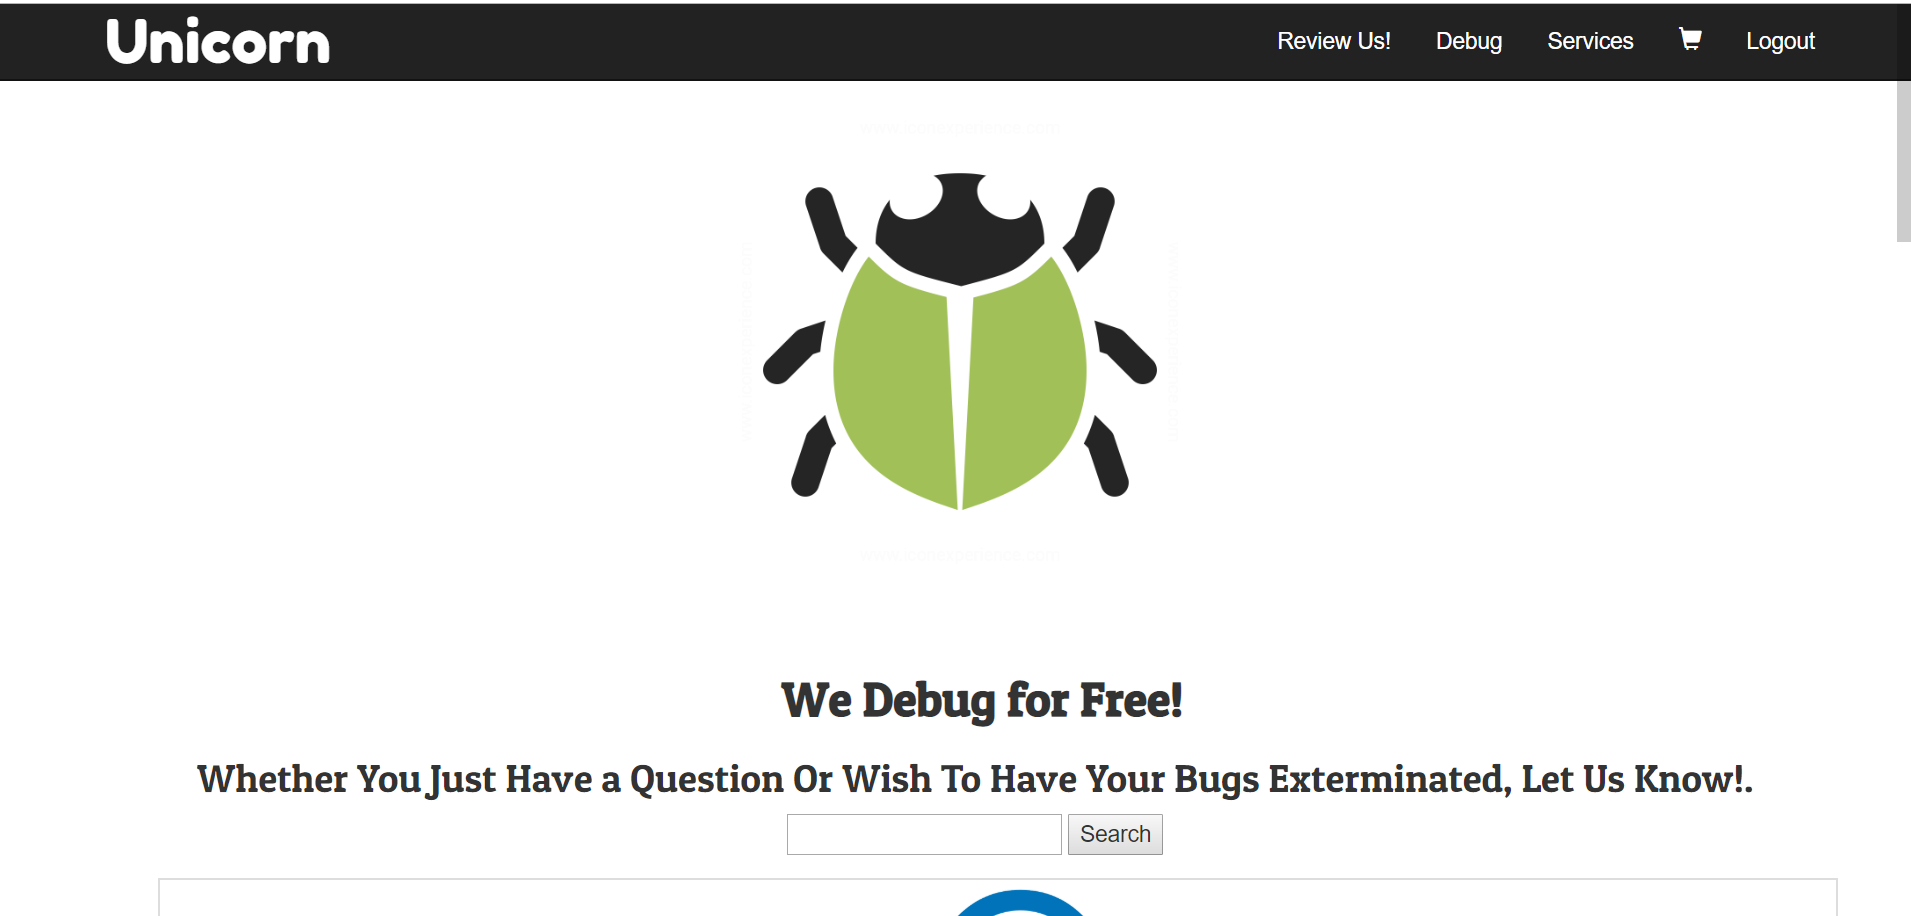 Unicorn
Review Us! Debug Services Logout
We Debug for Free!
Whether You Just Have a Question Or Wish To Have Your Bugs Exterminated, Let Us Know!.
Search